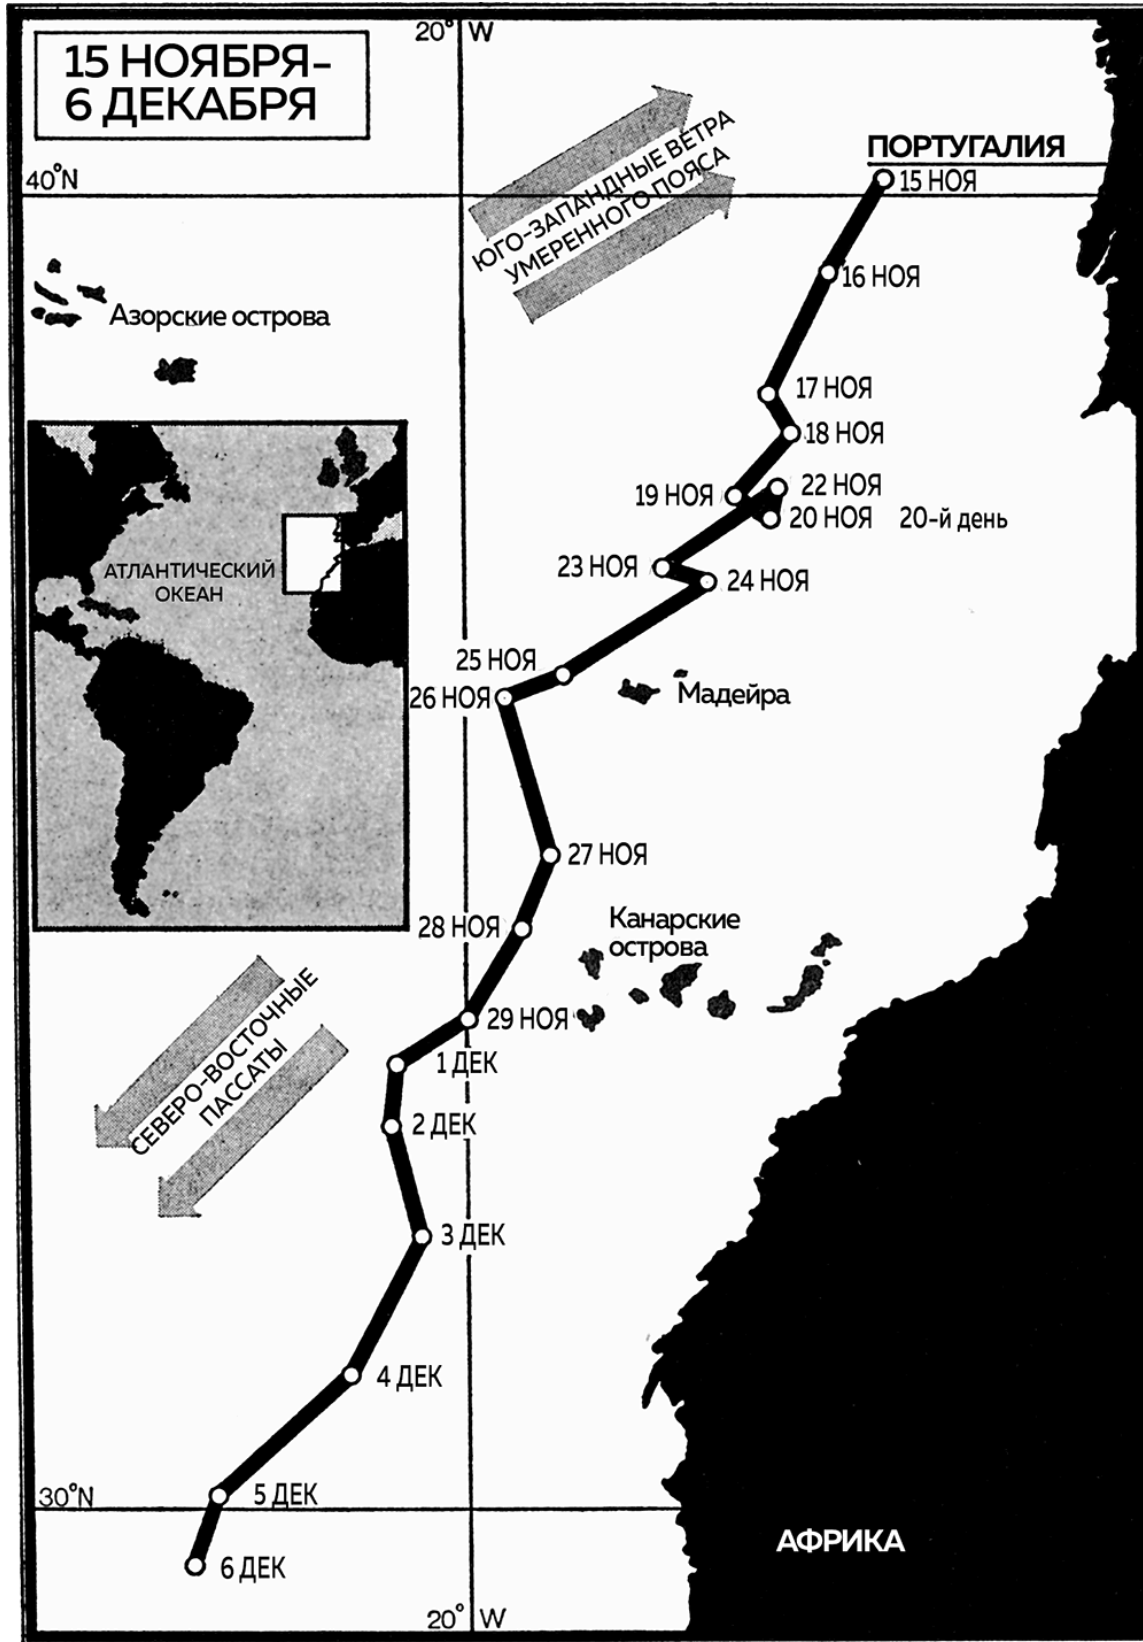 20° W
15 НОЯБРЯ-
6 ДЕКАБРЯ
ЮГО-ЗАПАНДНЫЕ ВЕТРА
УМЕРЕННОГО ПОЯСА
ПОРТУГАЛИЯ
40°N
15 НОЯ
16 НОЯ
Азорские острова
17 НОЯ
18 НОЯ
19 НОЯ
22 НОЯ
20 НОЯ 20-й день
23 НОЯ
24 НОЯ
АТЛАНТИЧЕСКИЙ
ОКЕАН
25 НОЯ
26 НОЯ
Мадейра
27 НОЯ
28 НОЯ
Канарские
острова
29 НОЯ
СЕВЕРО-ВОСТОЧНЫЕ
ПАССАТЫ
1 ДЕК
2 ДЕК
3 ДЕК
4 ДЕК
30°N
5 ДЕК
6 ДЕК
АФРИКА
20° W